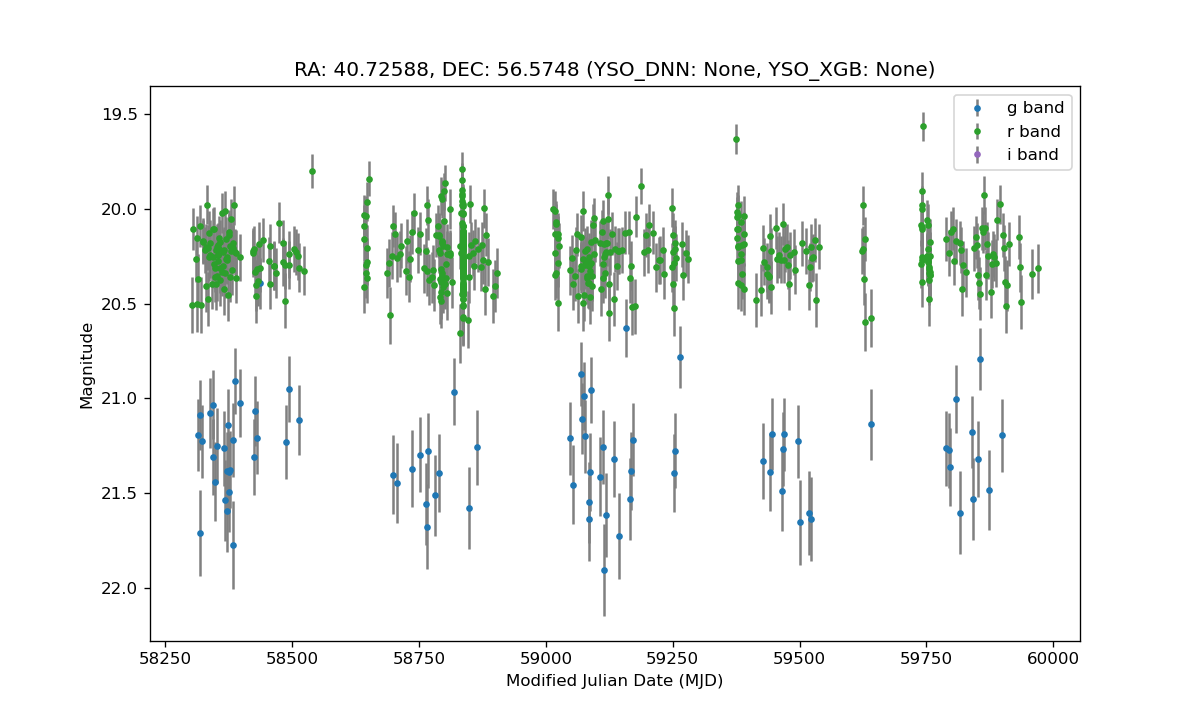 RA: 40.72588, DEC: 56.5748 (YSO_DNN: None, YSO_XGB: None)
g band
r band
i band
19.5
20.0
20.5
21.0
21.5
22.0
Magnitude
58250 58500 58750 59000 59250 59500 59750 60000
Modified Julian Date (MJD)